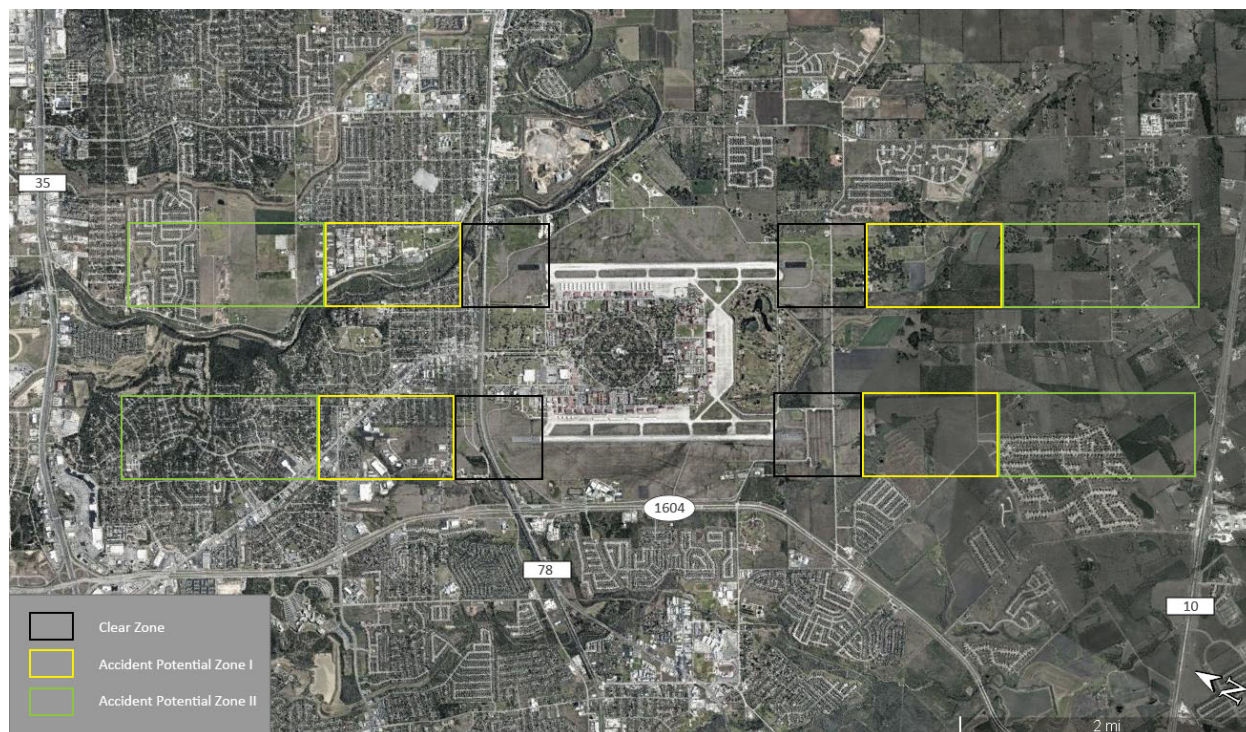 35
1604
78
10
Clear Zone
Accident Potential Zone I
Accident Potential Zone II
N
2 mi